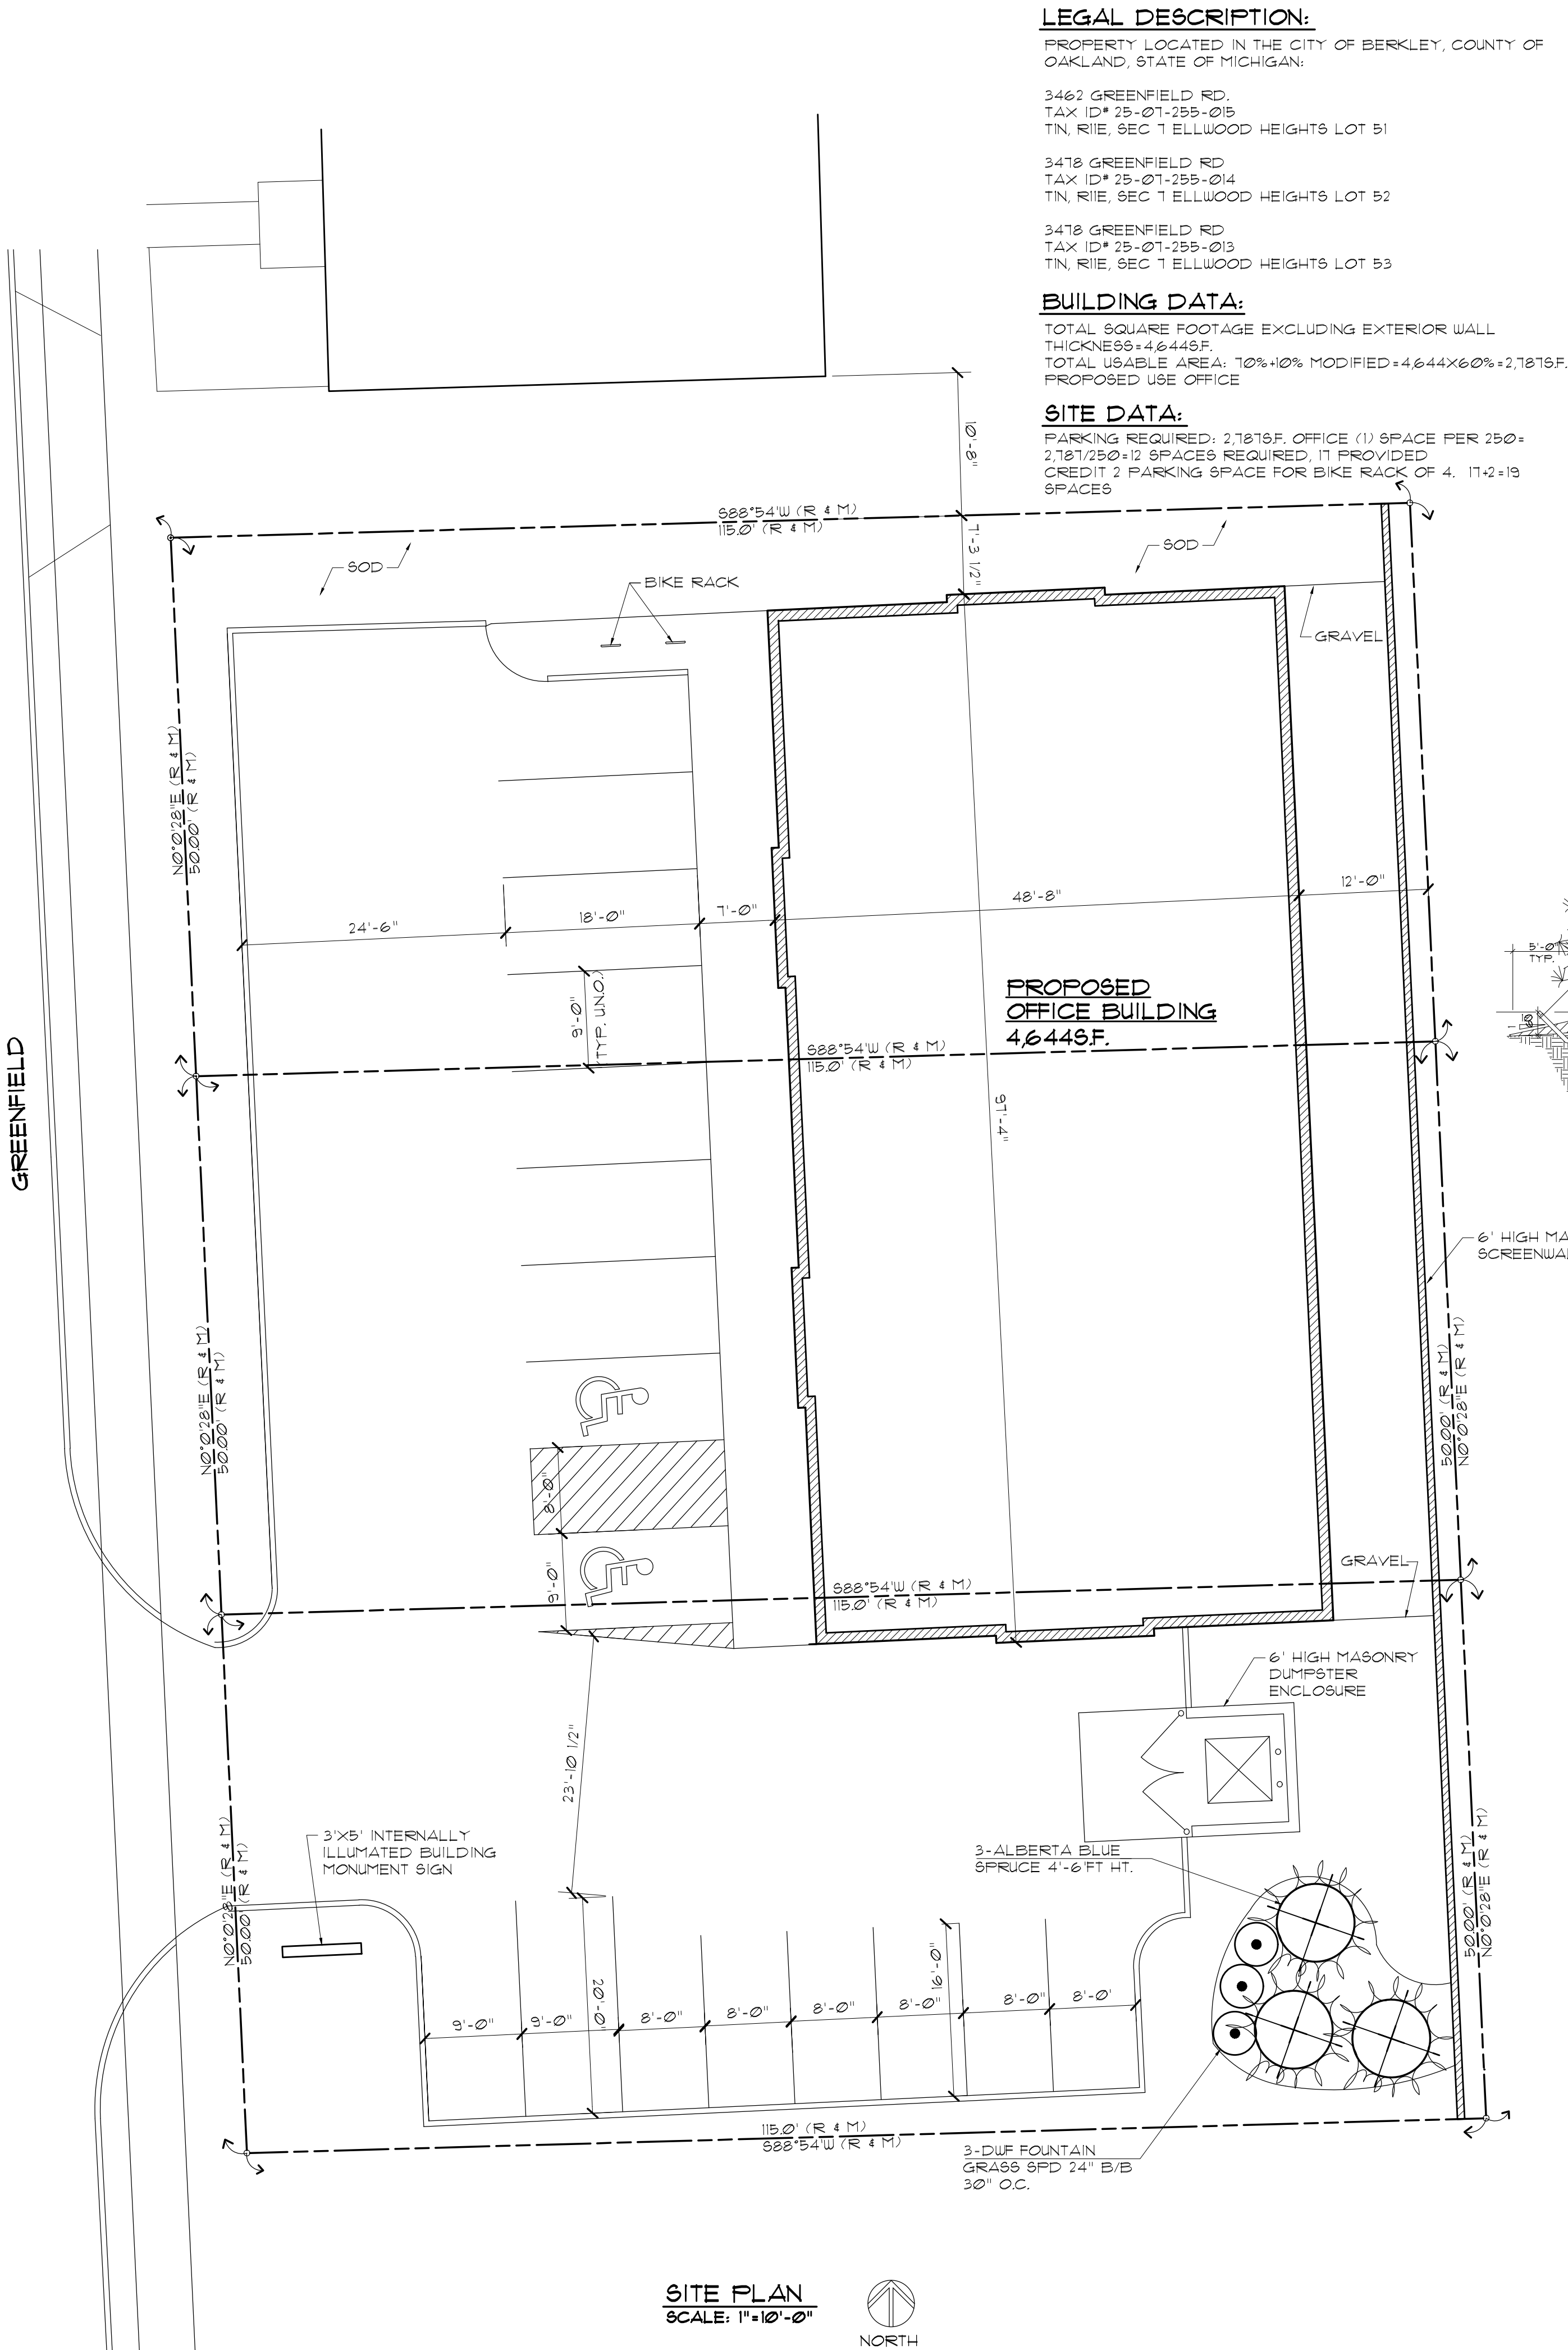 LEGAL DESCRIPTION:
PROPERTY LOCATED IN THE CITY OF BERKLEY, COUNTY OF
OAKLAND, STATE OF MICHIGAN:
3462 GREENFIELD RD.
TAX ID# 25-07-255-015
T1N, R11E, SEC 7 ELLWOOD HEIGHTS LOT 51
3478 GREENFIELD RD
TAX ID# 25-07-255-014
T1N, R11E, SEC 7 ELLWOOD HEIGHTS LOT 52
3478 GREENFIELD RD
TAX ID# 25-07-255-013
T1N, R11E, SEC 7 ELLWOOD HEIGHTS LOT 53
BUILDING DATA:
TOTAL SQUARE FOOTAGE EXCLUDING EXTERIOR WALL
THICKNESS=4,644S.F.
TOTAL USABLE AREA: 70%+10% MODIFIED=4,644X60%=2,787S.F.
PROPOSED USE OFFICE
SITE DATA:
PARKING REQUIRED: 2,787S.F. OFFICE (1) SPACE PER 250=
2,787/250=12 SPACES REQUIRED, 17 PROVIDED
CREDIT 2 PARKING SPACE FOR BIKE RACK OF 4. 17+2=19
SPACES
10'-8"
S88°54'W (R & M)
115.0' (R & M)
7'-3 1/2"
SOD
SOD
BIKE RACK
GRAVEL
N0°0'28"E (R & M)
50.00' (R & M)
24'-6"
18'-0"
7'-0"
48'-8"
12'-0"
5'-0"
TYP.
9'-0"
(TYP. U.N.O.)
PROPOSED
OFFICE BUILDING
4,644S.F.
S88°54'W (R & M)
115.0' (R & M)
97'-4"
GREENFIELD
6' HIGH MA
SCREENWA
N0°0'28"E (R & M)
50.00' (R & M)
50.00' (R & M)
N0°0'28"E (R & M)
8'-0"
9'-0"
GRAVEL
S88°54'W (R & M)
115.0' (R & M)
6' HIGH MASONRY
DUMPSTER
ENCLOSURE
23'-10 1/2"
3'X5' INTERNALLY
ILLUMATED BUILDING
MONUMENT SIGN
N0°0'28"E (R & M)
50.00' (R & M)
3-ALBERTA BLUE
SPRUCE 4'-6'FT HT.
50.00' (R & M)
N0°0'28"E (R & M)
20'-0"
16'-0"
9'-0"
9'-0"
8'-0"
8'-0"
8'-0"
8'-0"
8'-0"
8'-0'
115.0' (R & M)
S88°54'W (R & M)
3-DWF FOUNTAIN
GRASS SPD 24" B/B
30" O.C.
SITE PLAN
SCALE: 1"=10'-0"
NORTH